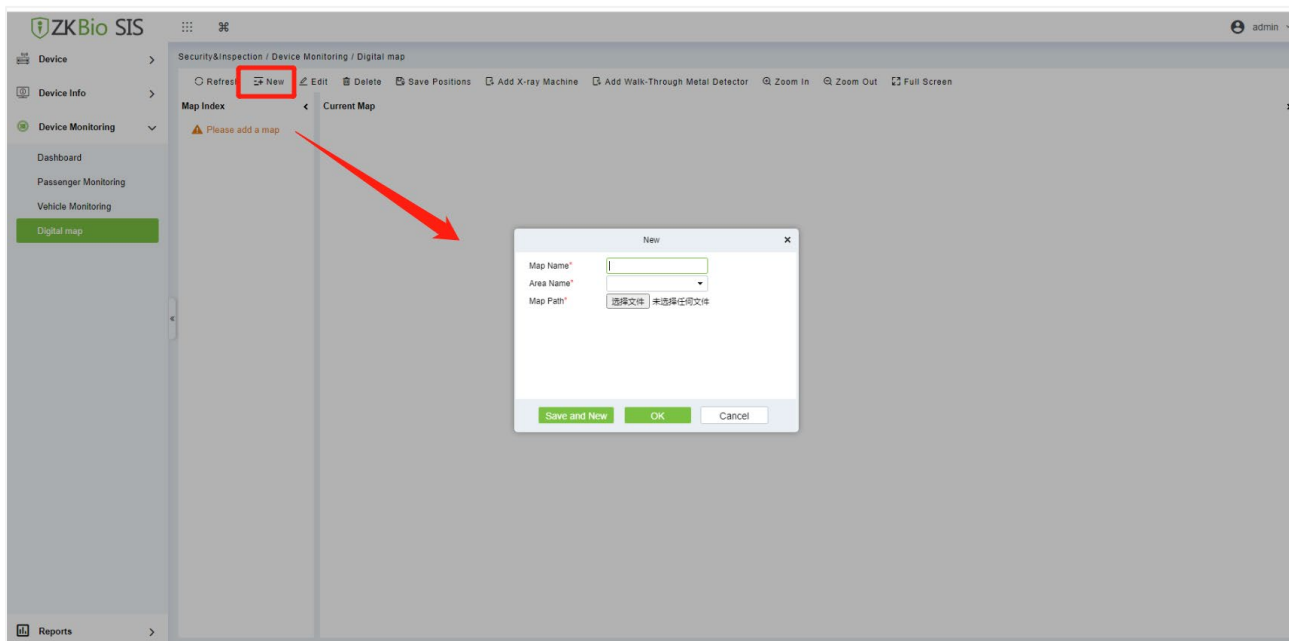 ZKBio SIS
admin
Device
Device Info
Device Monitoring
Dashboard
Passenger Monitoring
Vehicle Monitoring
Digital map
Reports
Security&Inspection / Device Monitoring / Digital map
Refresh New Edit Delete Save Positions Add X-ray Machine Add Walk-Through Metal Detector Zoom In Zoom Out Full Screen
Map Index
Current Map
Please add a map
New
Map Name*
Area Name*
Map Path* 选择文件 未选择任何文件
Save and New OK Cancel